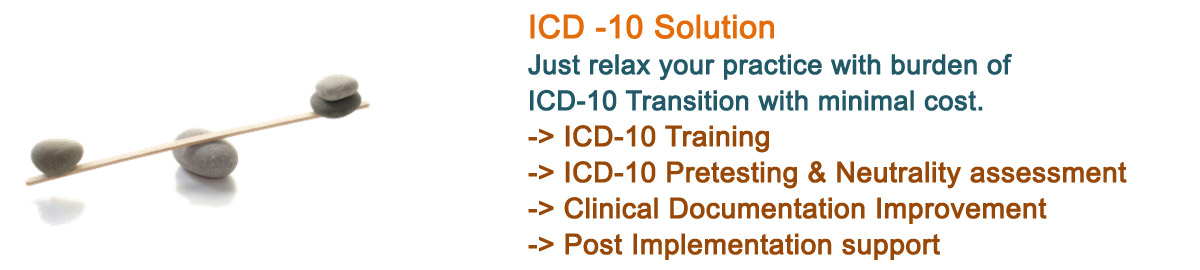 ICD -10 Solution
Just relax your practice with burden of
ICD-10 Transition with minimal cost.
-> ICD-10 Training
-> ICD-10 Pretesting & Neutrality assessment
-> Clinical Documentation Improvement
-> Post Implementation support